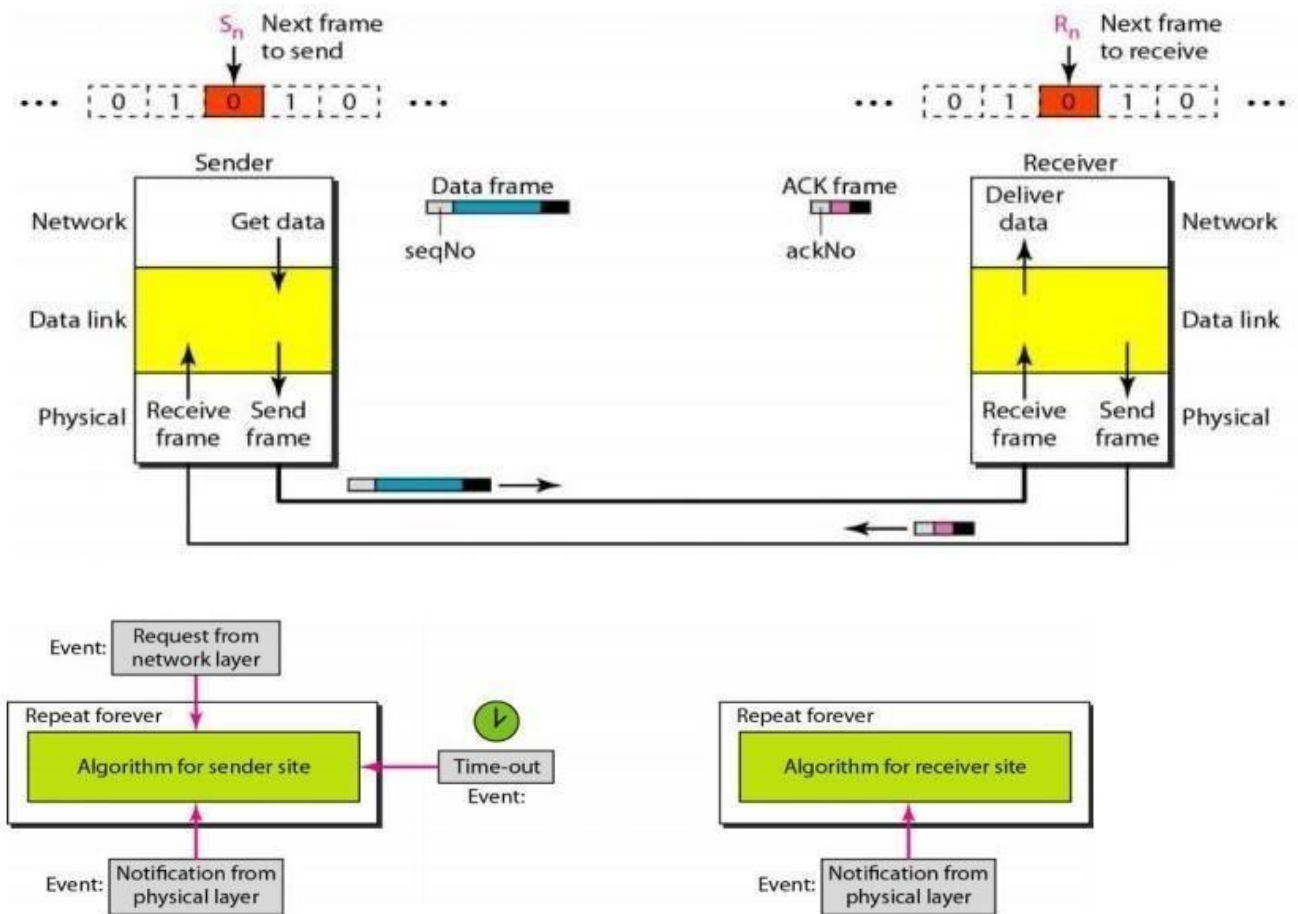 Sn Next frame
to send
Rn Next frame
to receive
... 0 1 0 1 0 ...
... 0 1 0 1 0 ...
Sender
Receiver
Network
Get data
Data frame
seqNo
ACK frame
ackNo
Deliver
data
Network
Data link
Data link
Physical
Receive
frame
Send
frame
Receive
frame
Send
frame
Physical
Event:
Request from
network layer
Repeat forever
Algorithm for sender site
Time-out
Event:
Event:
Notification from
physical layer
Repeat forever
Algorithm for receiver site
Event:
Notification from
physical layer